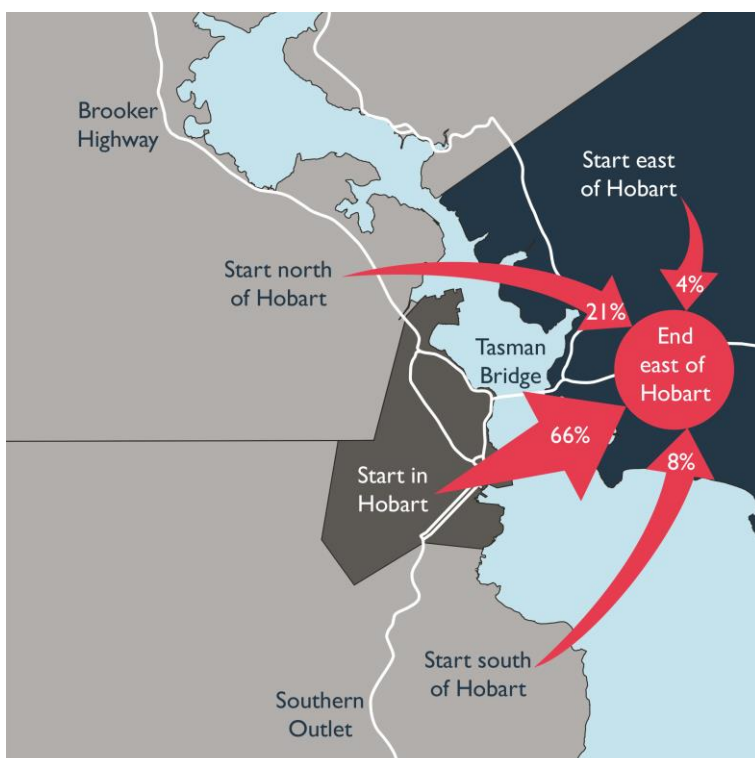 Brooker
Highway
Start east
of Hobart
Start north
of Hobart
4%
21%
End
east of
Hobart
Tasman
Bridge
66%
8%
Start in
Hobart
Start south
of Hobart
Southern
Outlet